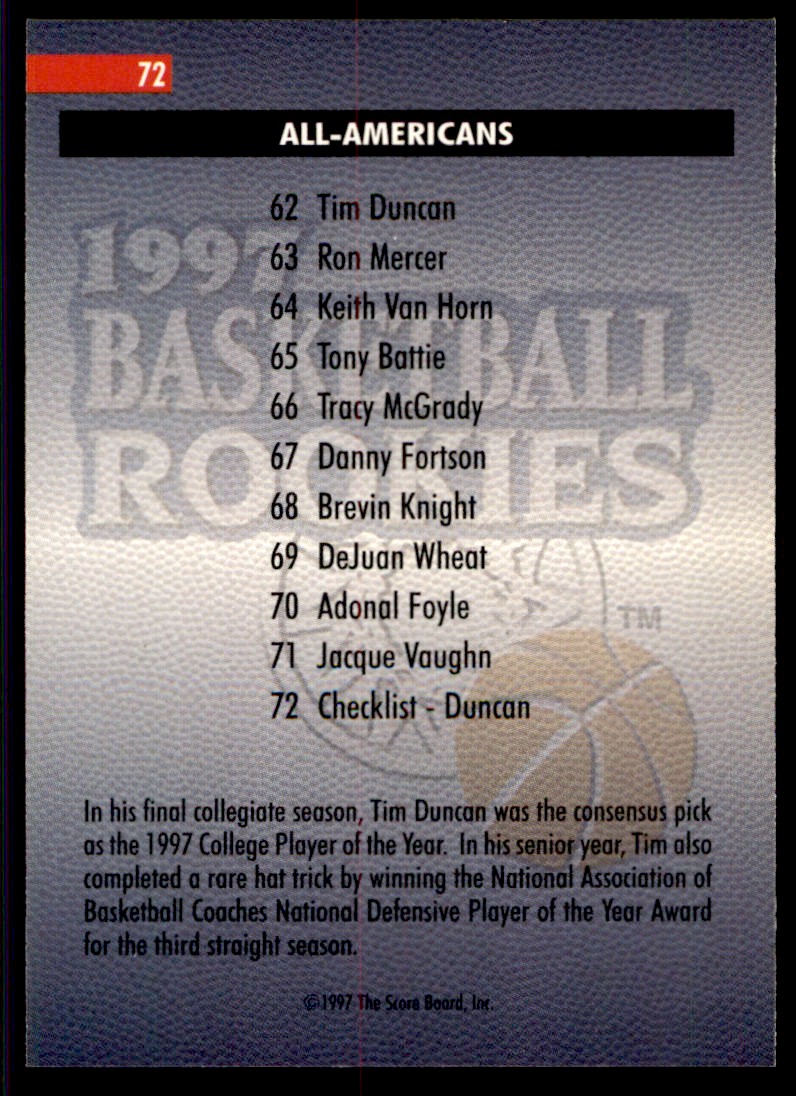 72
ALL-AMERICANS
62 Tim Duncan
63 Ron Mercer
64 Keith Van Horn
65 Tony Battie
66 Tracy McGrady
67 Danny Fortson
68 Brevin Knight
69 DeJuan Wheat
70 Adonal Foyle
71 Jacque Vaughn
72 Checklist - Duncan
1997
BASKETBALL
ROOKIES
TM
In his final collegiate season, Tim Duncan was the consensus pick
as the 1997 College Player of the Year. In his senior year, Tim also
completed a rare hat trick by winning the National Association of
Basketball Coaches National Defensive Player of the Year Award
for the third straight season.
©1997 The Score Board, Inc.